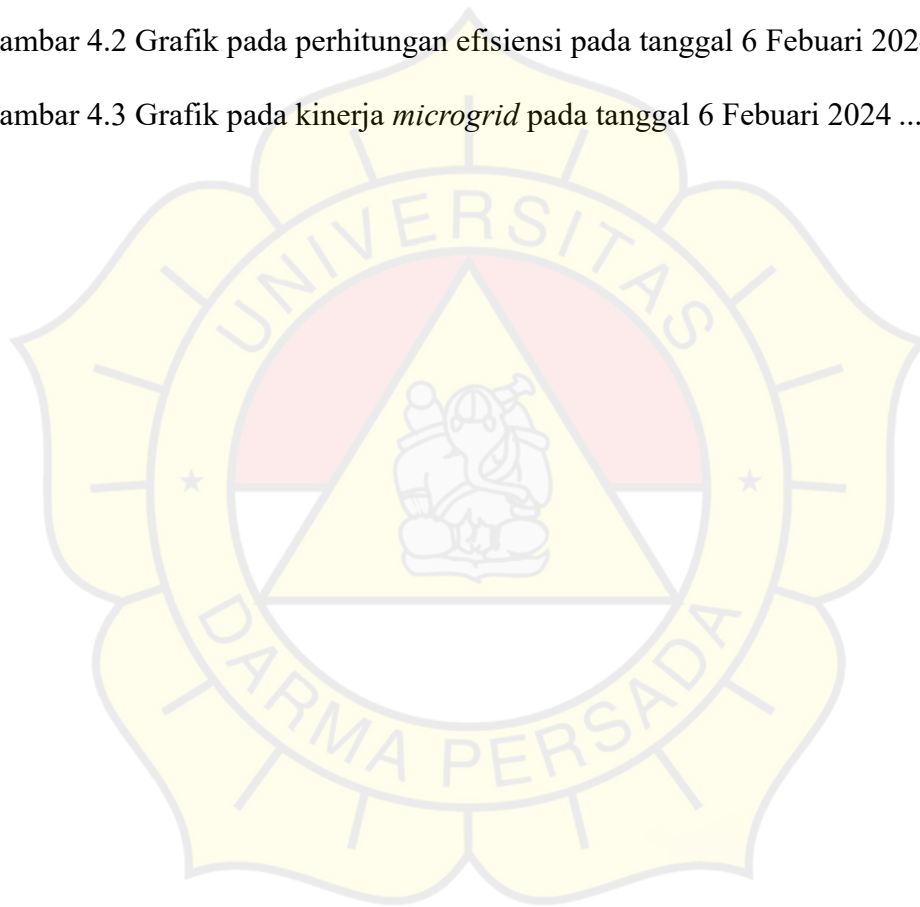 ambar 4.2 Grafik pada perhitungan efisiensi pada tanggal 6 Febuari 202
ambar 4.3 Grafik pada kinerja microgrid pada tanggal 6 Febuari 2024 ...
UNIVERSITAS
DARMA PERSADA